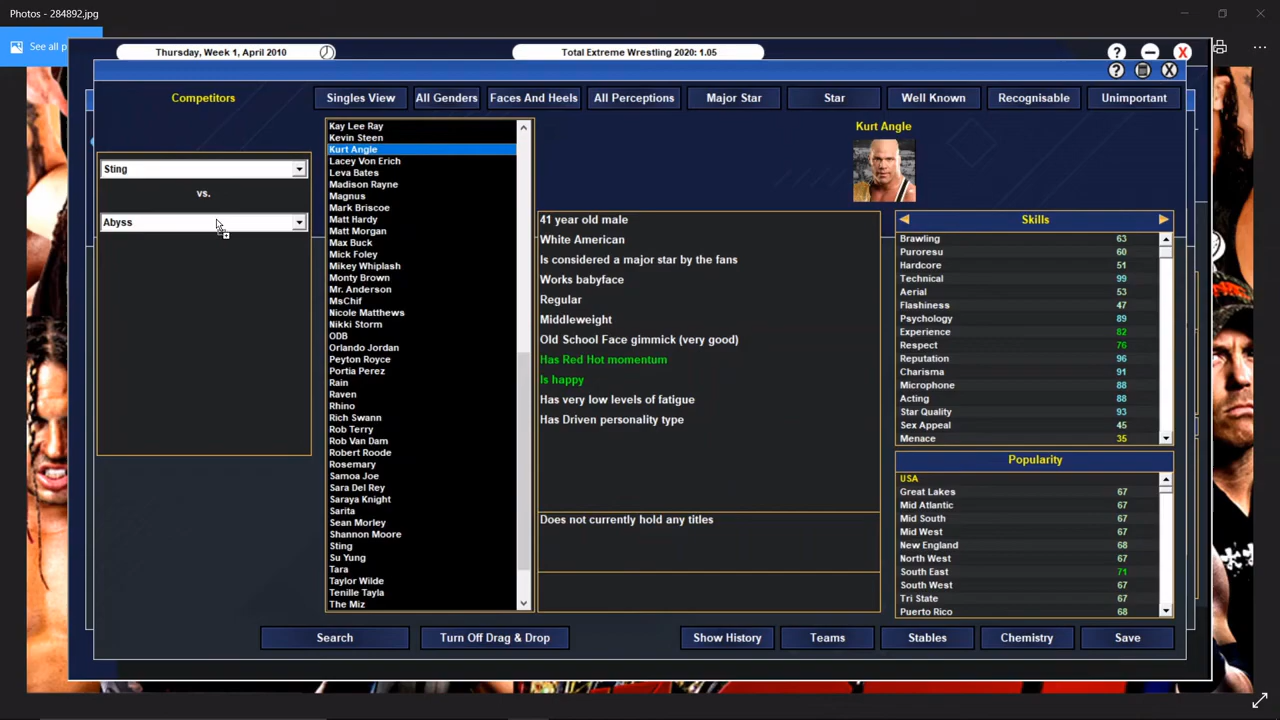 Photos - 284892.jpg
See all p
Thursday, Week 1, April 2010
Total Extreme Wrestling 2020: 1.05
Competitors
Singles View
All Genders
Faces And Heels
All Perceptions
Major Star
Star
Well Known
Recognisable
Unimportant
Sting
vs.
Abyss
Kay Lee Ray
Kevin Steen
Kurt Angle
Lacey Von Erich
Leva Bates
Madison Rayne
Magnus
Mark Briscoe
Matt Hardy
Matt Morgan
Max Buck
Mick Foley
Mikey Whiplash
Monty Brown
Mr. Anderson
MsChif
Nicole Matthews
Nikki Storm
ODB
Orlando Jordan
Peyton Royce
Portia Perez
Rain
Raven
Rhino
Rich Swann
Rob Terry
Rob Van Dam
Robert Roode
Rosemary
Samoa Joe
Sara Del Rey
Saraya Knight
Sarita
Sean Morley
Shannon Moore
Sting
Su Yung
Tara
Taylor Wilde
Tenille Tayla
The Miz
Kurt Angle
41 year old male
White American
Is considered a major star by the fans
Works babyface
Regular
Middleweight
Old School Face gimmick (very good)
Has Red Hot momentum
Is happy
Has very low levels of fatigue
Has Driven personality type
Does not currently hold any titles
Skills
Brawling 63
Puroresu 60
Hardcore 51
Technical 99
Aerial 53
Flashiness 47
Psychology 89
Experience 82
Respect 76
Reputation 96
Charisma 91
Microphone 88
Acting 88
Star Quality 93
Sex Appeal 45
Menace 35
Popularity
USA
Great Lakes 67
Mid Atlantic 67
Mid South 67
Mid West 67
New England 68
North West 67
South East 71
South West 67
Tri State 67
Puerto Rico 68
Search
Turn Off Drag & Drop
Show History
Teams
Stables
Chemistry
Save